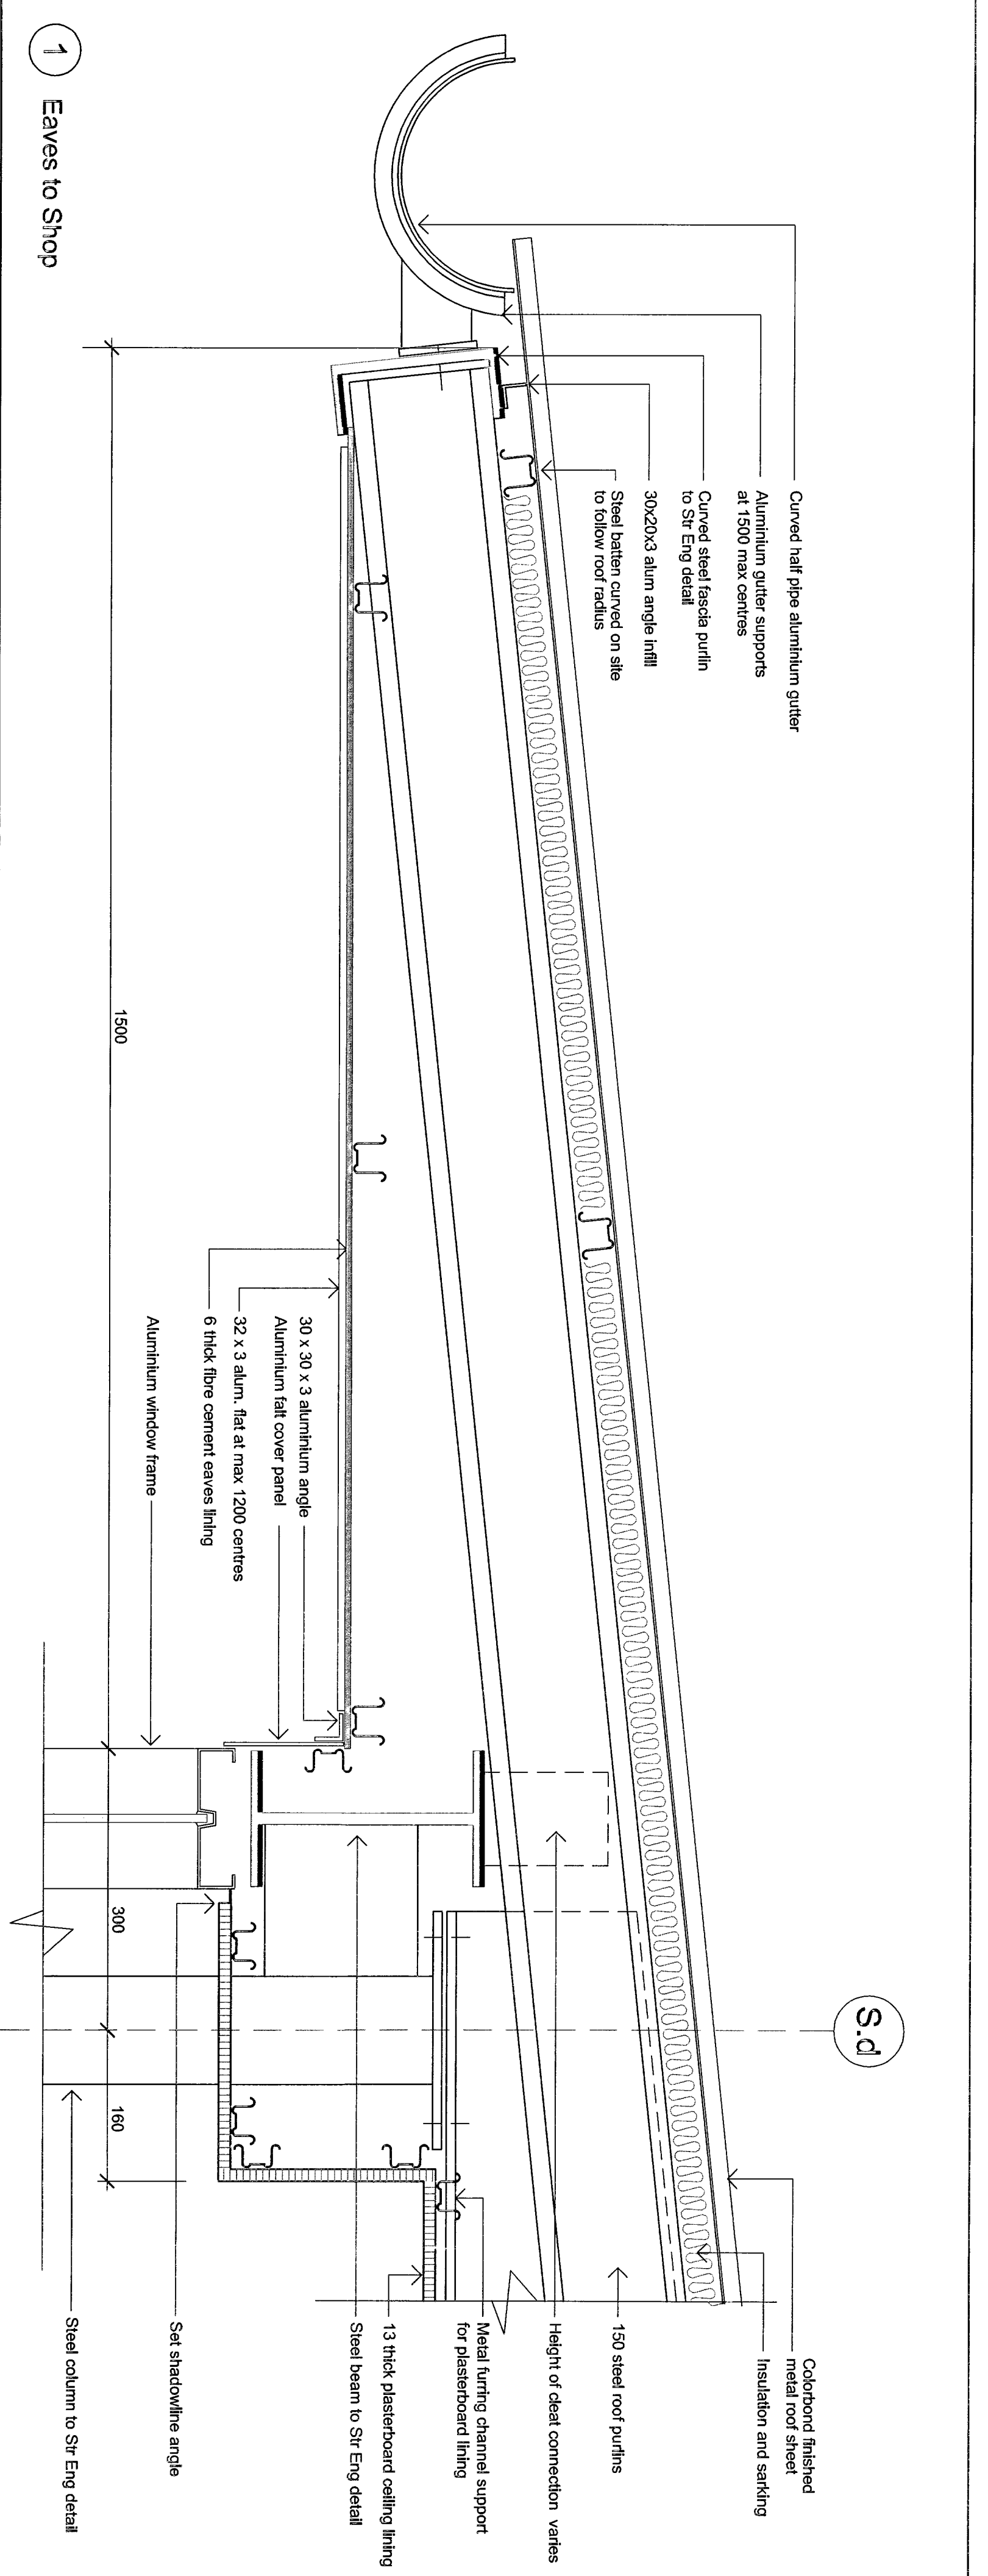 Curved half pipe aluminium gutter
Aluminium gutter supports
at 1500 max centres
Curved steel fascia purlin
to Str Eng detail
30x20x3 alum angle infill
Steel batten curved on site
to follow roof radius
S.d
Colorbond finished
metal roof sheet
Insulation and sarking
150 steel roof purlins
Height of cleat connection varies
Metal furring channel support
for plasterboard lining
13 thick plasterboard ceiling lining
Steel beam to Str Eng detail
Set shadowline angle
Steel column to Str Eng detail
30 x 30 x 3 aluminium angle
Aluminium falt cover panel
32 x 3 alum. flat at max 1200 centres
6 thick fibre cement eaves lining
Aluminium window frame
1500
300
160
1 Eaves to Shop